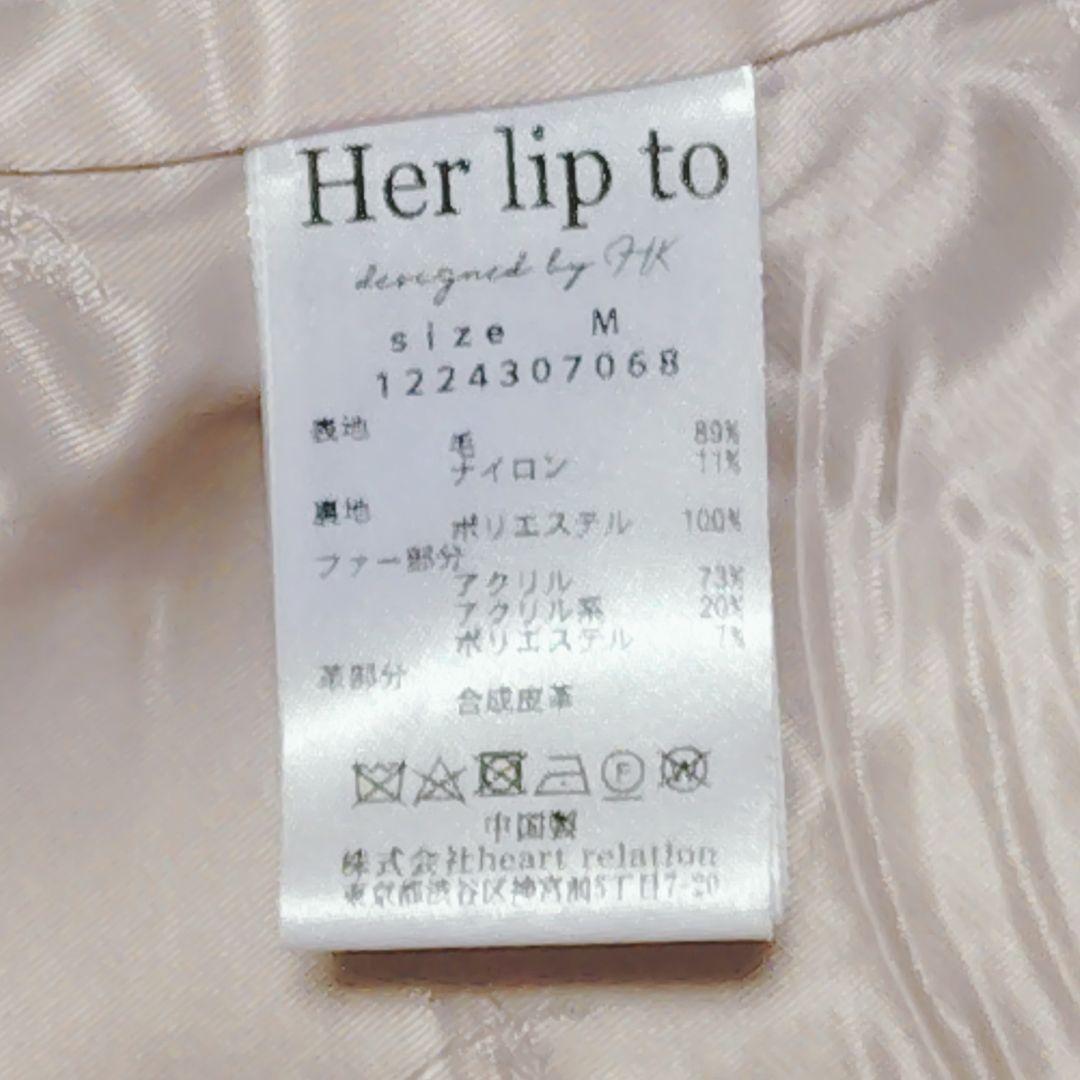 Her lip to
designed by HK
size M
1224307068
表地
毛 89%
ナイロン 11%
裏地
ポリエステル 100%
ファー部分
アクリル 73%
アクリル系 20%
ポリエステル 7%
革部分
合成皮革
F
W
中国製
株式会社heart relation
東京都渋谷区神宮前5丁目7-20